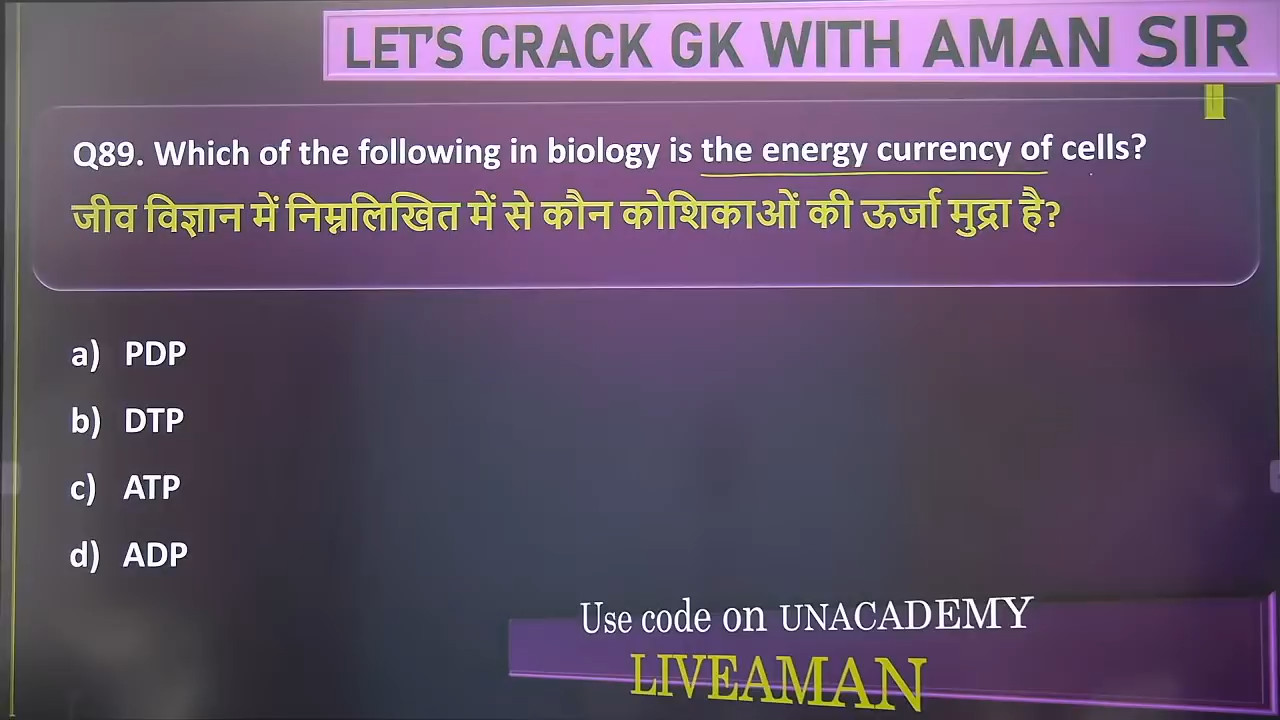 LET'S CRACK GK WITH AMAN SIR
Q89. Which of the following in biology is the energy currency of cells?
जीव विज्ञान में निम्नलिखित में से कौन कोशिकाओं की ऊर्जा मुद्रा है?
a) PDP
b) DTP
c) ATP
d) ADP
Use code on UNACADEMY
LIVEAMAN